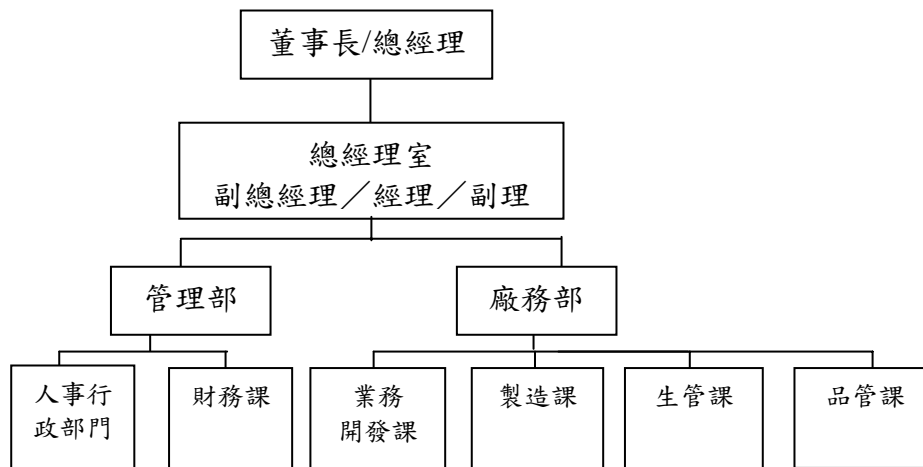 董事長/總經理
總經理室
副總經理／經理／副理
管理部
廠務部
人事行
政部門
財務課
業務
開發課
製造課
生管課
品管課